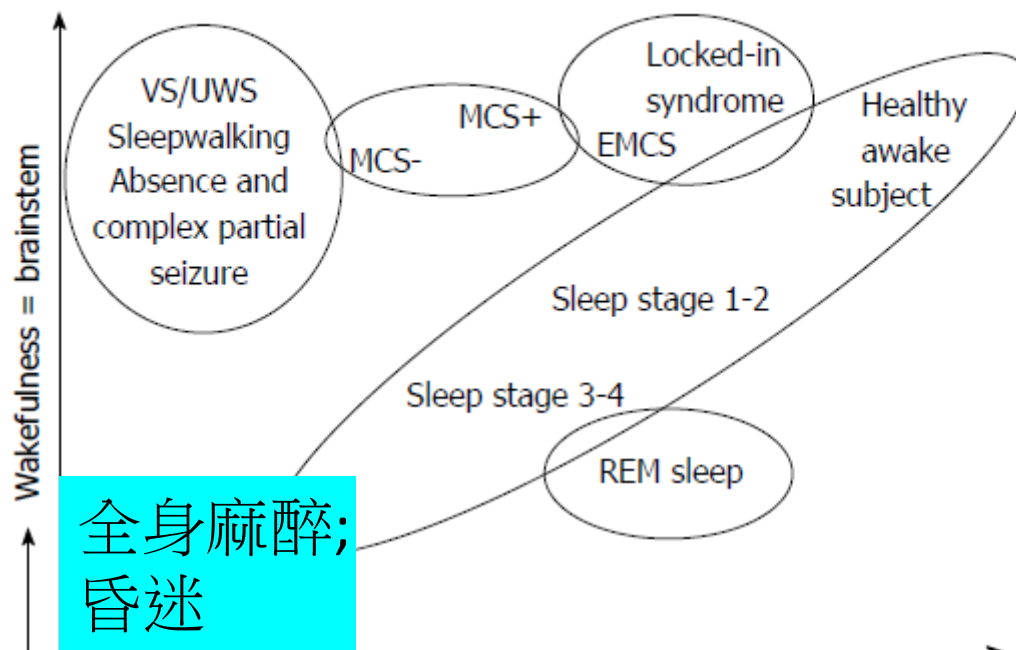 VS/UWS
Sleepwalking
Absence and
complex partial
seizure
MCS+
MCS-
Locked-in
syndrome
EMCS
Healthy
awake
subject
Sleep stage 1-2
Sleep stage 3-4
REM sleep
Wakefulness = brainstem
全身麻醉;
昏迷